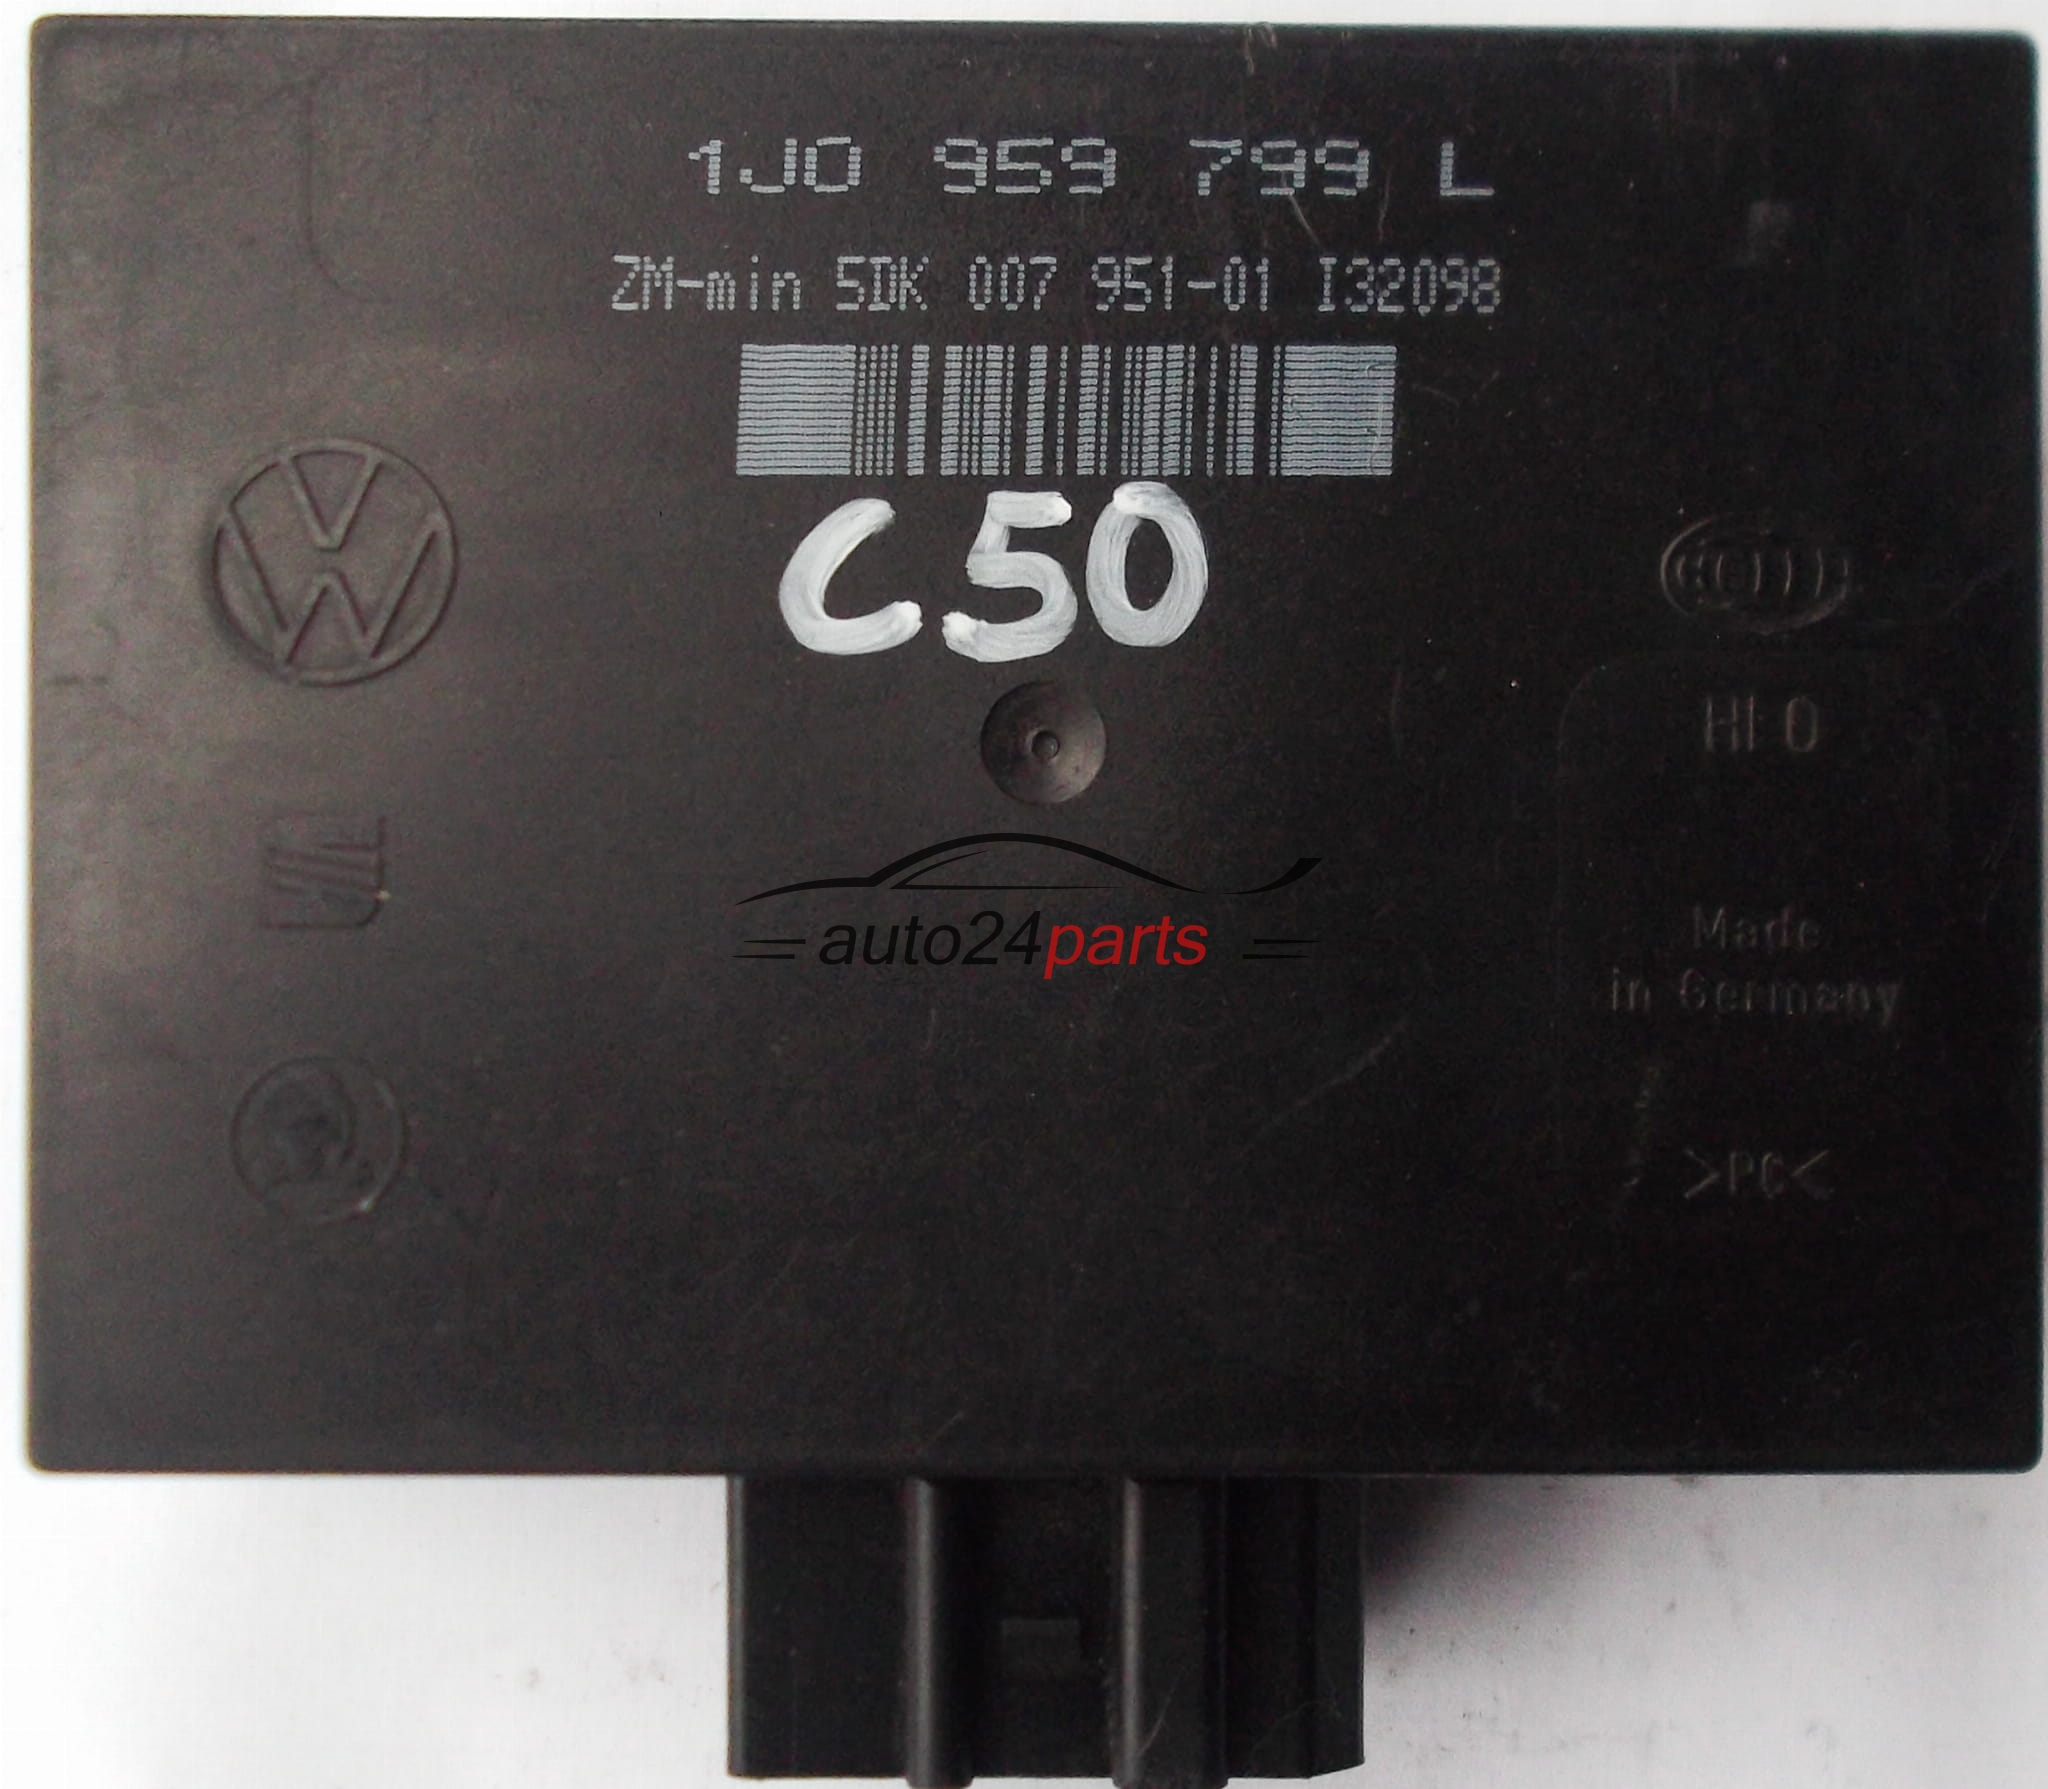 1J0 959 799 L
ZM-min 5DK 007 951-01 I32098
C50
HELLA
HI 0
auto24parts
Made
in Germany
>PC<